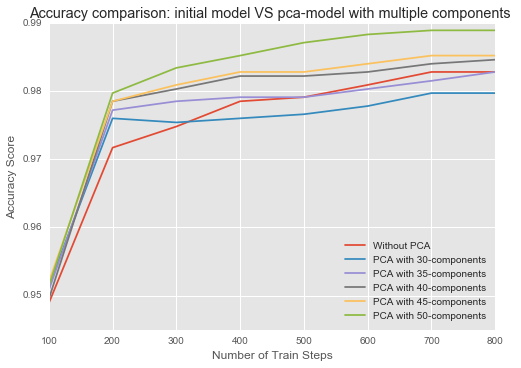 Accuracy comparison: initial model VS pca-model with multiple components
0.99
0.98
0.97
0.96
0.95
Accuracy Score
Without PCA
PCA with 30-components
PCA with 35-components
PCA with 40-components
PCA with 45-components
PCA with 50-components
100 200 300 400 500 600 700 800
Number of Train Steps